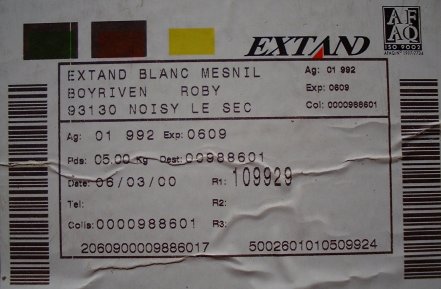 EXTAND
AFAQ
ISO 9002
EXTAND BLANC MESNIL
BOYRIVEN ROBY
93130 NOISY LE SEC
Ag: 01 992
Exp: 0609
Col: 0000988601
Ag: 01 992 Exp: 0609
Pds: 05.00 Kg Dest: 00988601
Date: 06/03/00 R1: 109929
Tel: R2:
Colis: 0000988601 R3:
2060900009886017 5002601010509924